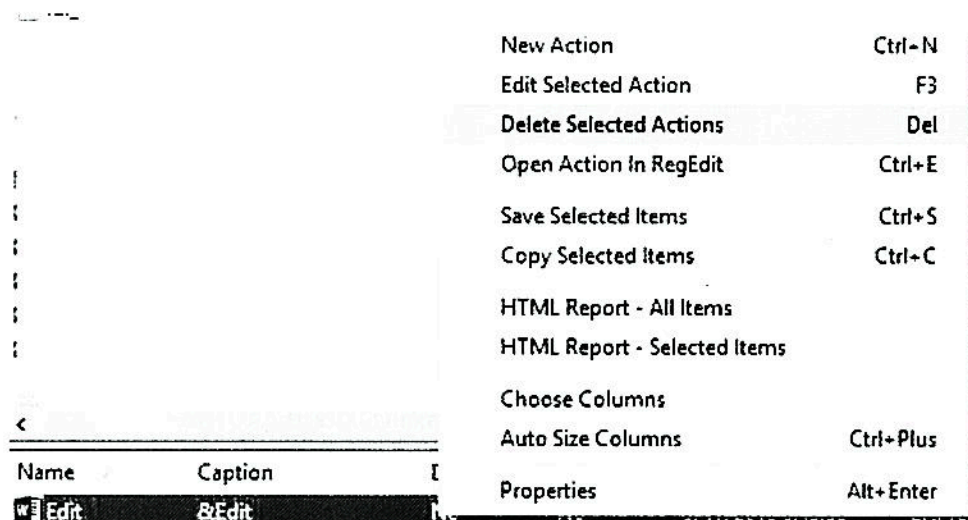 New Action Ctrl+N
Edit Selected Action F3
Delete Selected Actions Del
Open Action In RegEdit Ctrl+E
Save Selected Items Ctrl+S
Copy Selected Items Ctrl+C
HTML Report - All Items
HTML Report - Selected Items
Choose Columns
Auto Size Columns Ctrl+Plus
Properties Alt+Enter
<
Name Caption
Edit &Edit